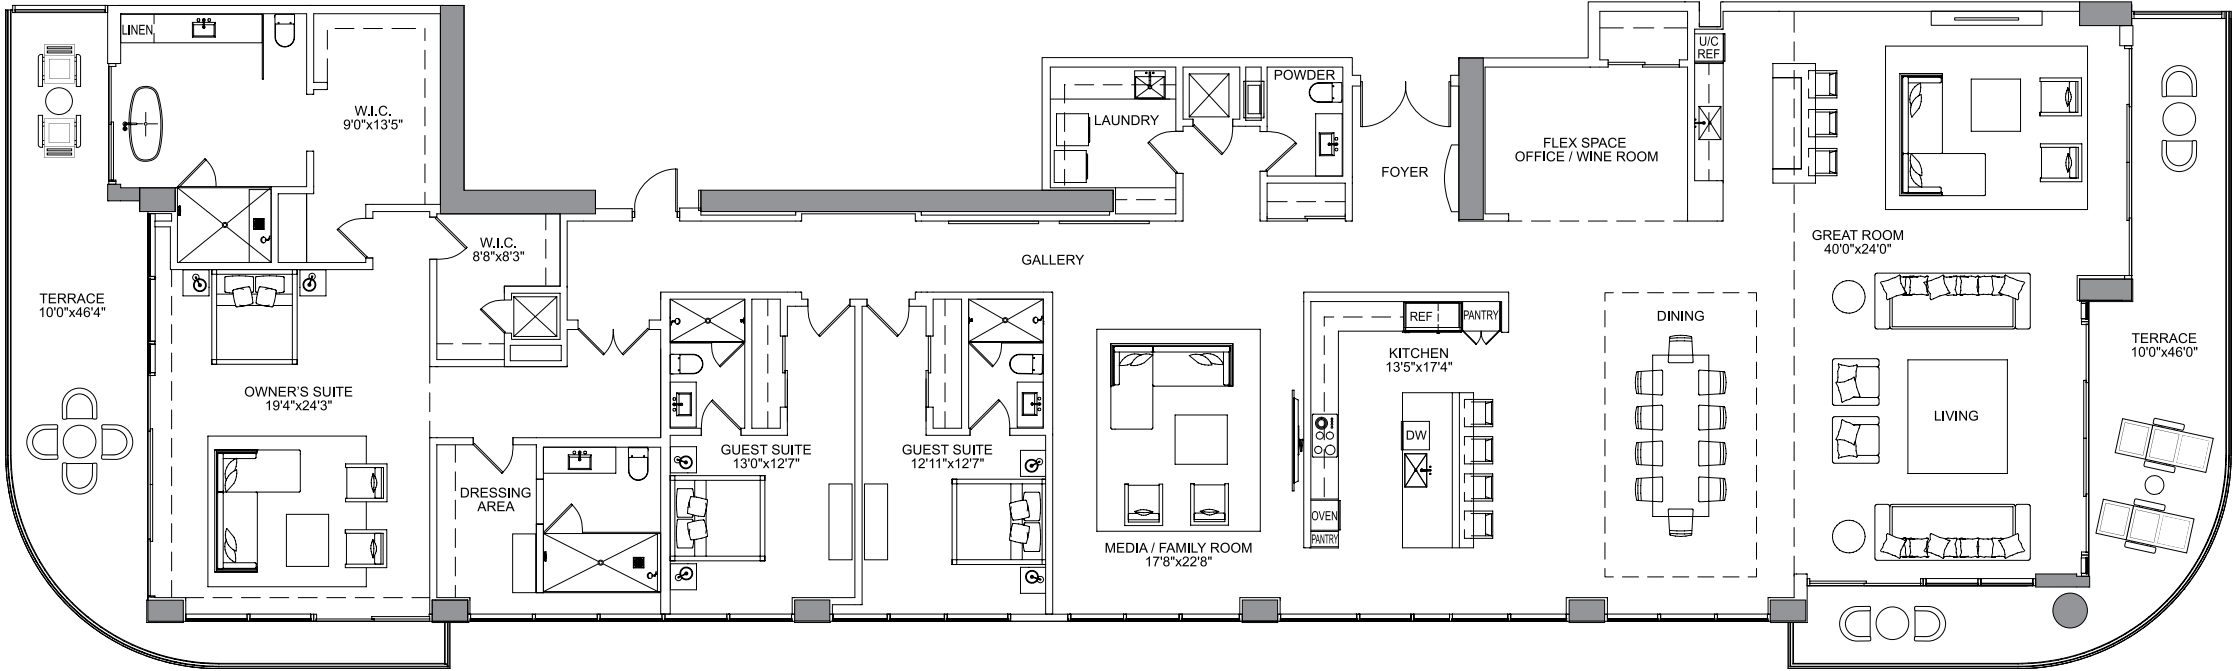 LINEN
W.I.C.
9'0"x13'5"
W.I.C.
8'8"x8'3"
TERRACE
10'0"x46'4"
OWNER'S SUITE
19'4"x24'3"
DRESSING
AREA
GUEST SUITE
13'0"x12'7"
GUEST SUITE
12'11"x12'7"
GALLERY
LAUNDRY
POWDER
FOYER
FLEX SPACE
OFFICE / WINE ROOM
U/C
REF
MEDIA / FAMILY ROOM
17'8"x22'8"
REF
PANTRY
KITCHEN
13'5"x17'4"
DW
OVEN
PANTRY
DINING
GREAT ROOM
40'0"x24'0"
LIVING
TERRACE
10'0"x46'0"